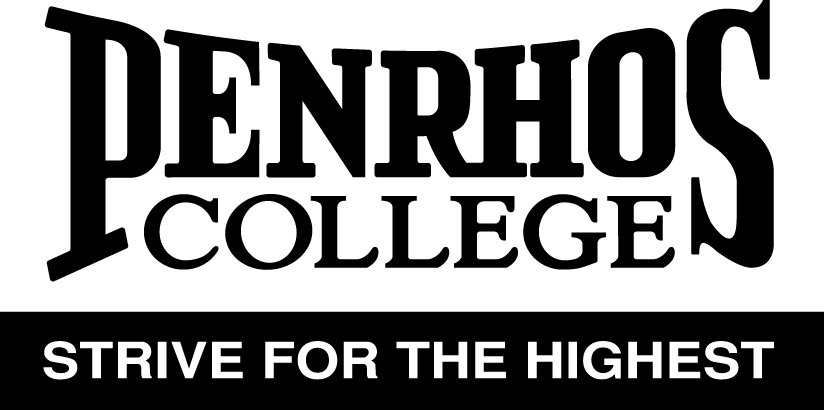 PENRHOS
COLLEGE
STRIVE FOR THE HIGHEST